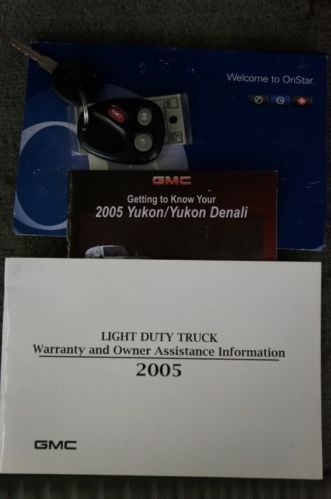 Welcome to OnStar.
GMC
Getting to Know Your
2005 Yukon/Yukon Denali
LIGHT DUTY TRUCK
Warranty and Owner Assistance Information
2005
GMC